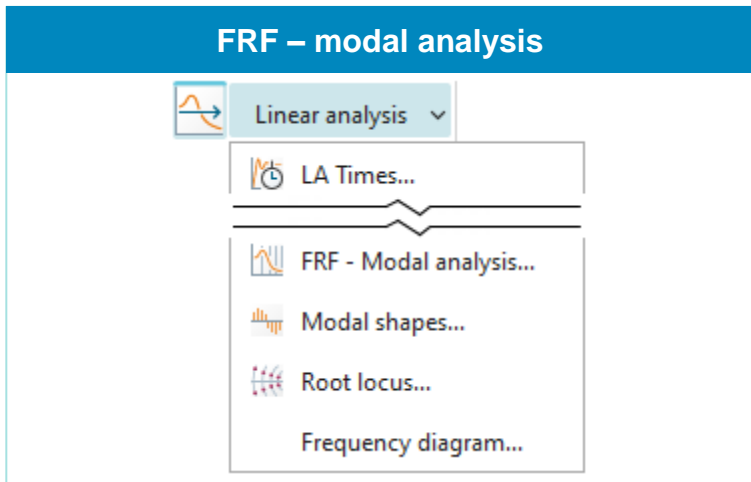 FRF – modal analysis
Linear analysis
LA Times...
FRF - Modal analysis...
Modal shapes...
Root locus...
Frequency diagram...